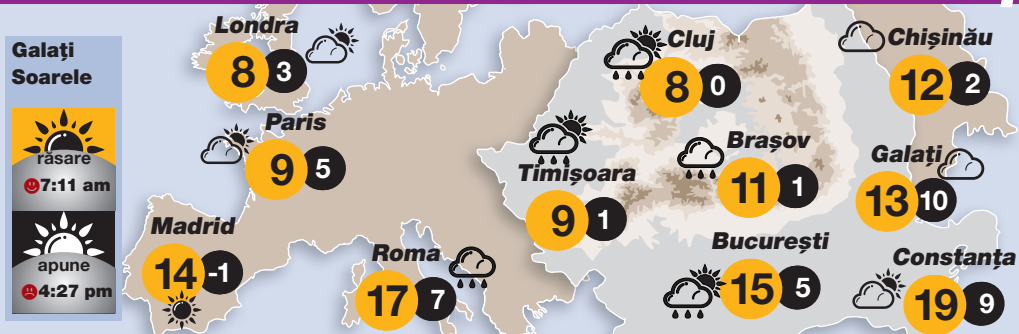 Galați
Soarele
răsare
7:11 am
apune
4:27 pm
Londra
8 3
Paris
9 5
Madrid
14 -1
Roma
17 7
Cluj
8 0
Timișoara
9 1
Brașov
11 1
București
15 5
Chișinău
12 2
Galați
13 10
Constanța
19 9